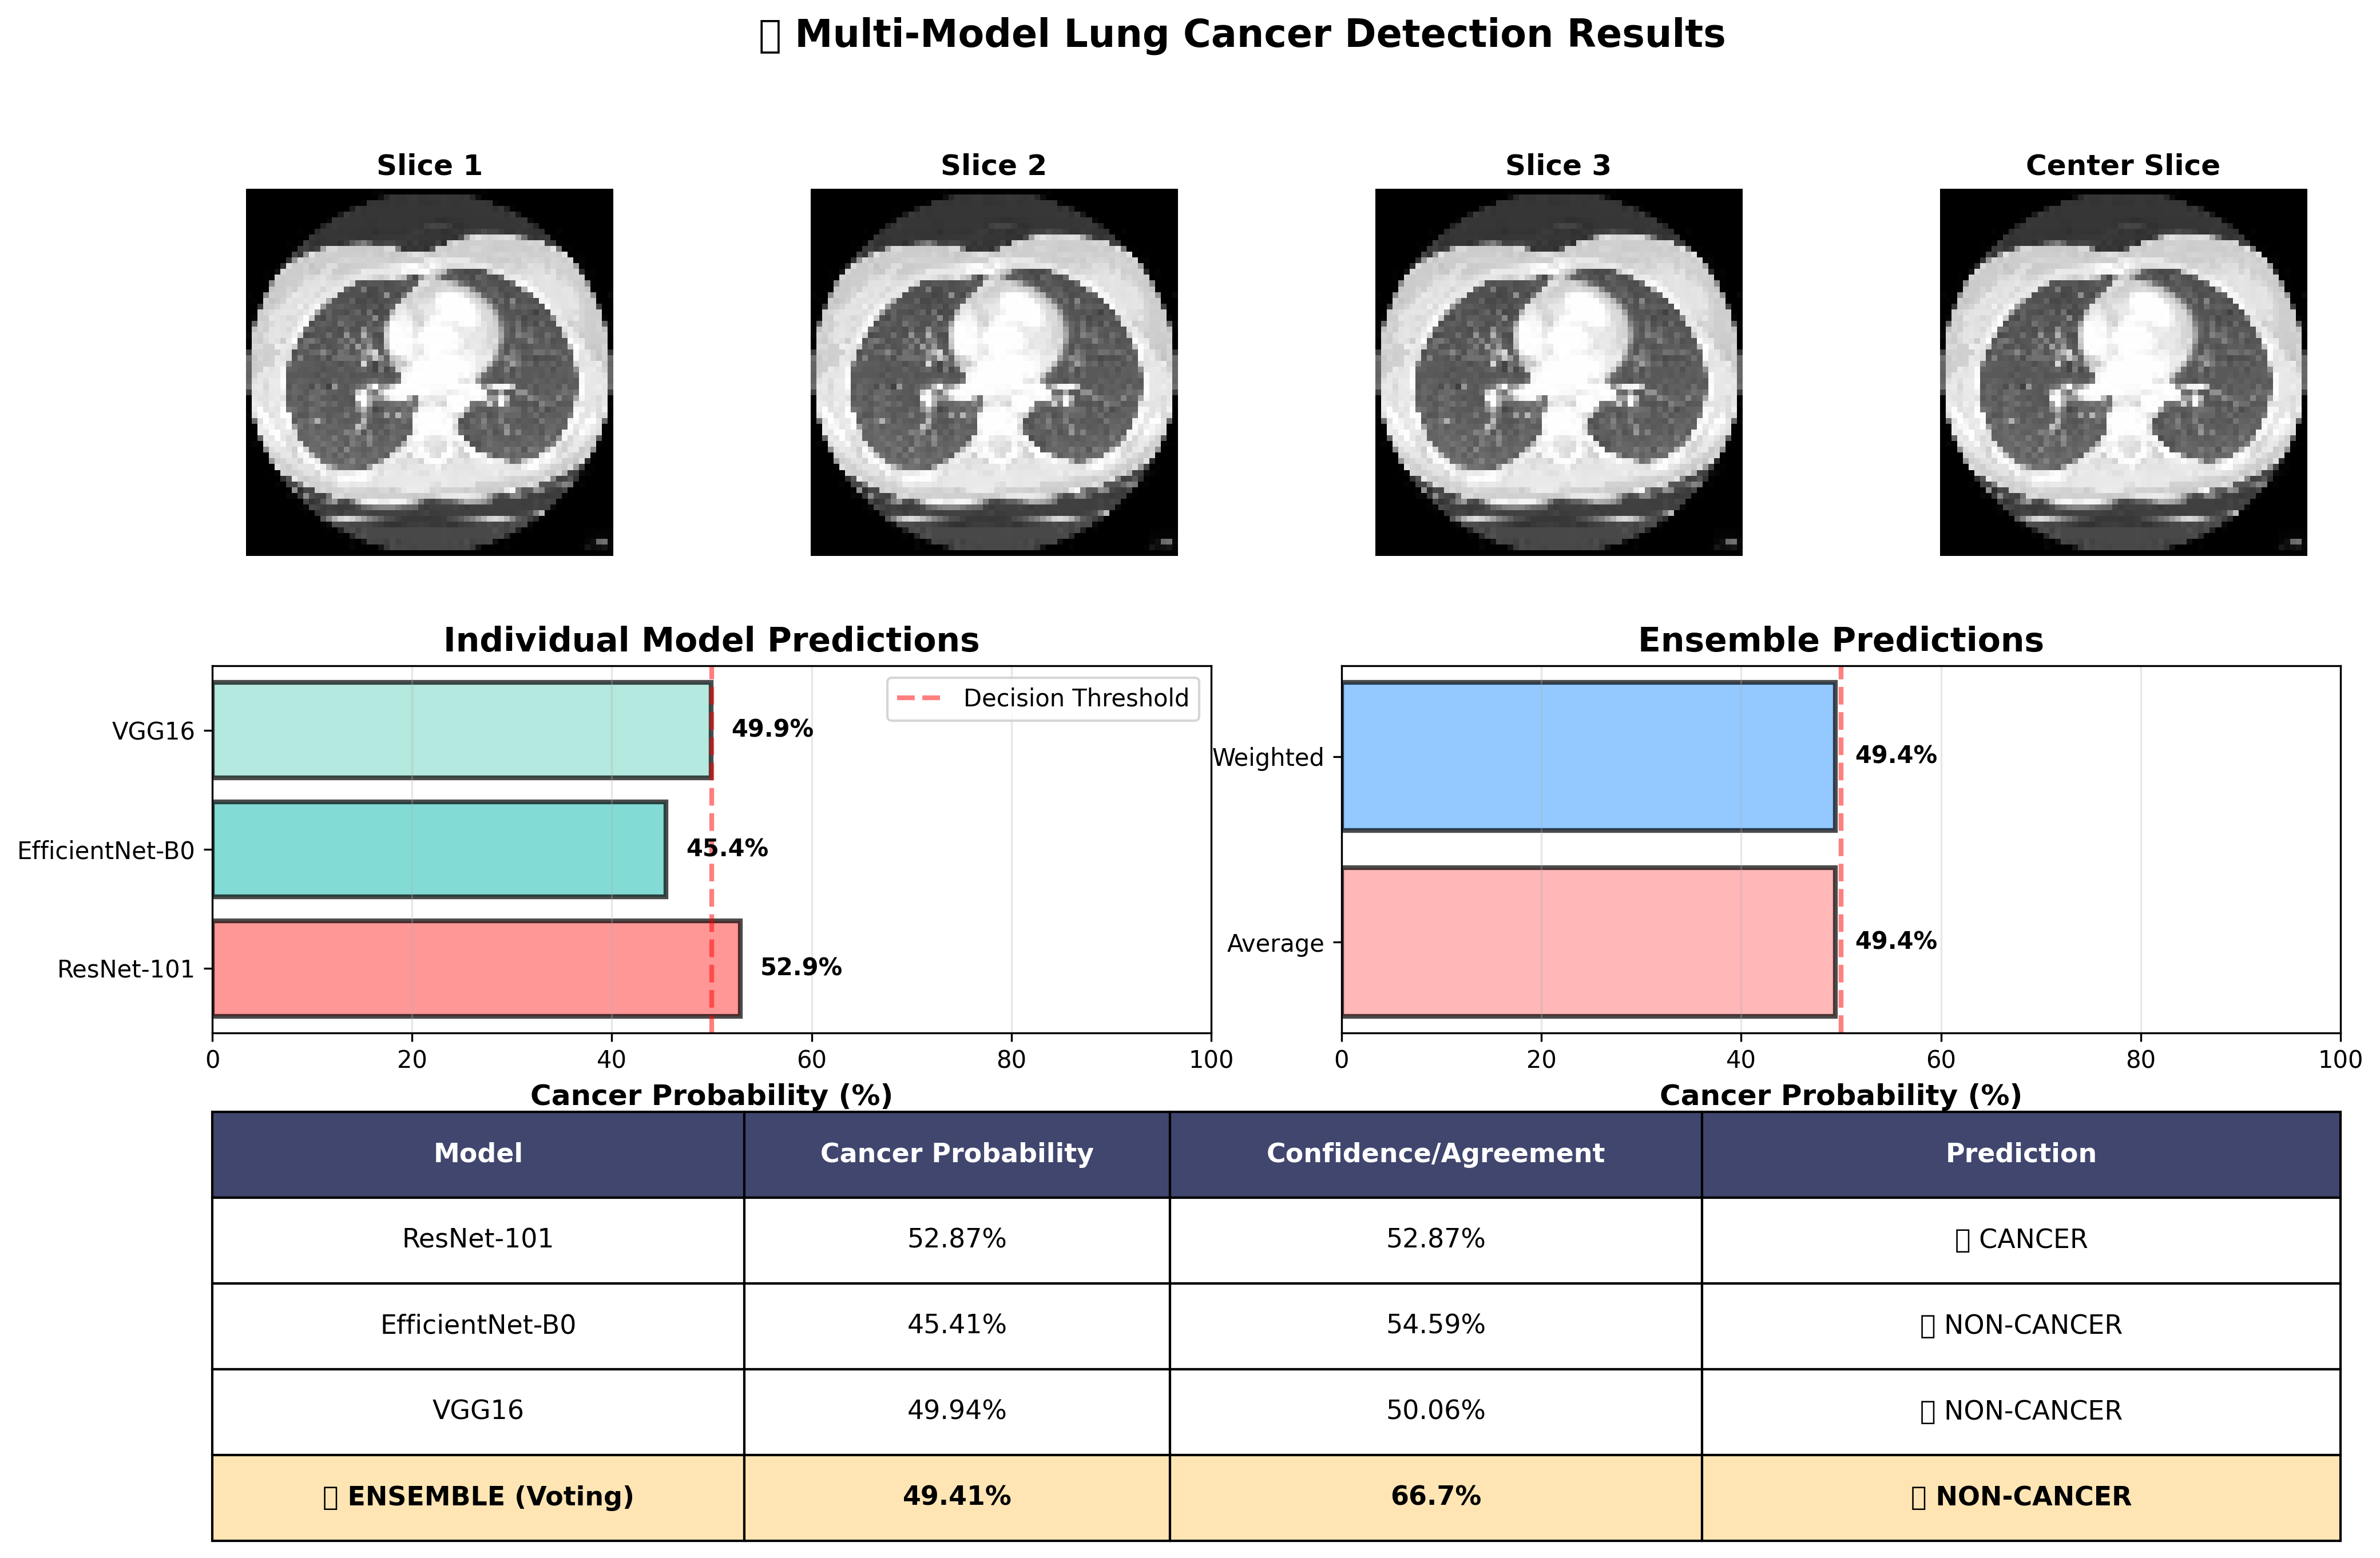 ▯ Multi-Model Lung Cancer Detection Results
Slice 1 Slice 2 Slice 3 Center Slice
Individual Model Predictions
VGG16
EfficientNet-B0
ResNet-101
49.9%
45.4%
52.9%
Decision Threshold
0 20 40 60 80 100
Cancer Probability (%)
Ensemble Predictions
Weighted
Average
49.4%
49.4%
0 20 40 60 80 100
Cancer Probability (%)
Model Cancer Probability Confidence/Agreement Prediction
ResNet-101 52.87% 52.87% ▯ CANCER
EfficientNet-B0 45.41% 54.59% ▯ NON-CANCER
VGG16 49.94% 50.06% ▯ NON-CANCER
▯ ENSEMBLE (Voting) 49.41% 66.7% ▯ NON-CANCER